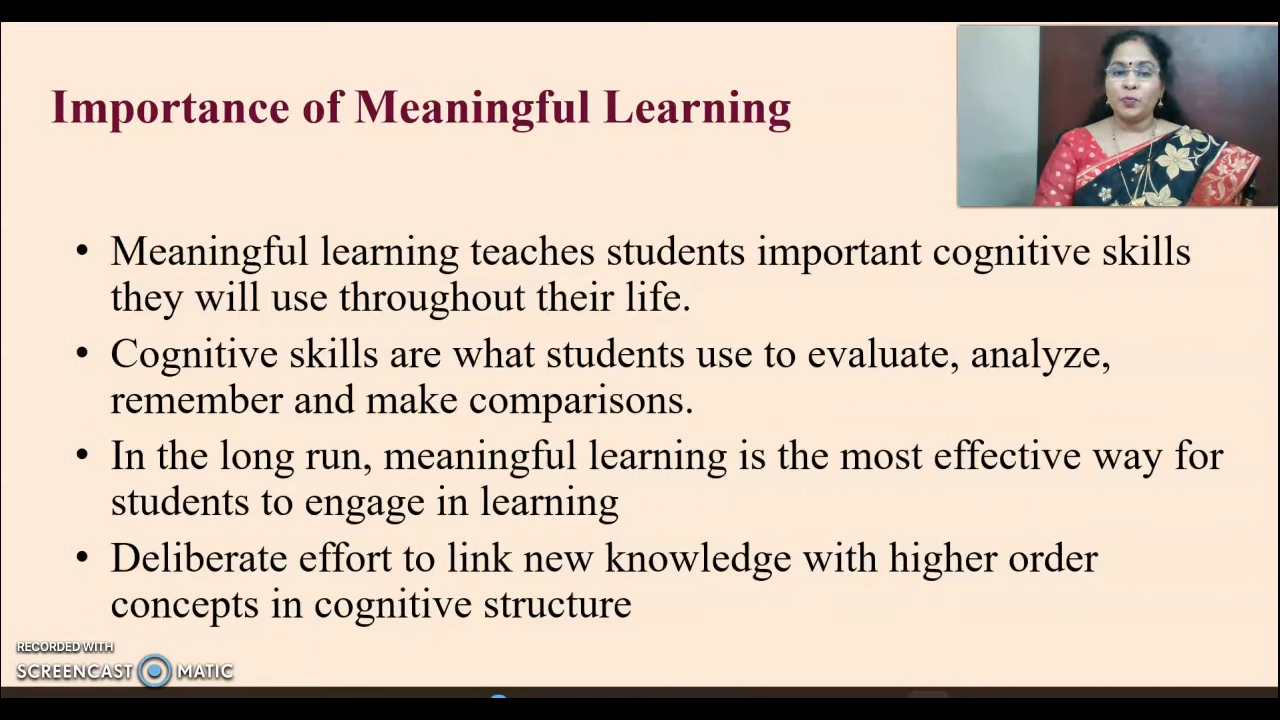 Importance of Meaningful Learning
• Meaningful learning teaches students important cognitive skills
they will use throughout their life.
• Cognitive skills are what students use to evaluate, analyze,
remember and make comparisons.
• In the long run, meaningful learning is the most effective way for
students to engage in learning
• Deliberate effort to link new knowledge with higher order
concepts in cognitive structure
RECORDED WITH
SCREENCAST MATIC